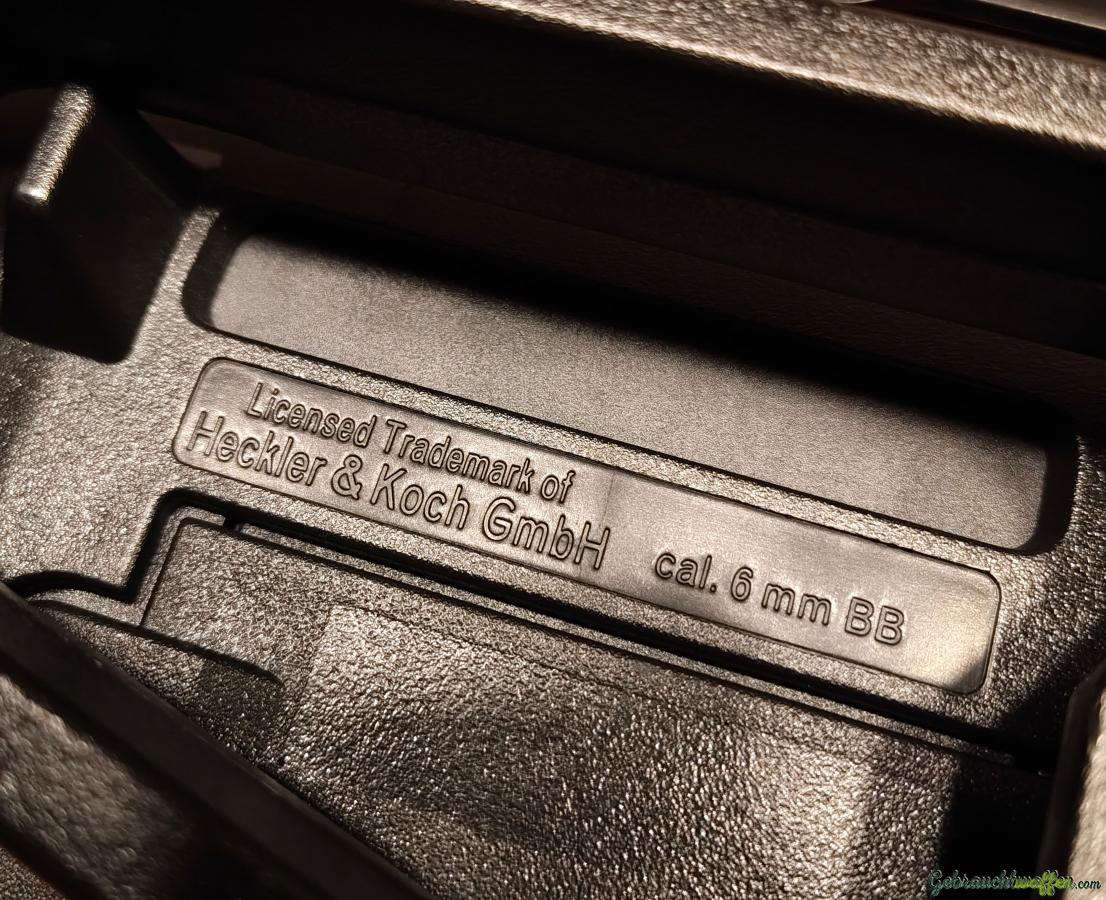 Licensed Trademark of
Heckler & Koch GmbH
cal. 6 mm BB
Gebrauchtwaffen.com